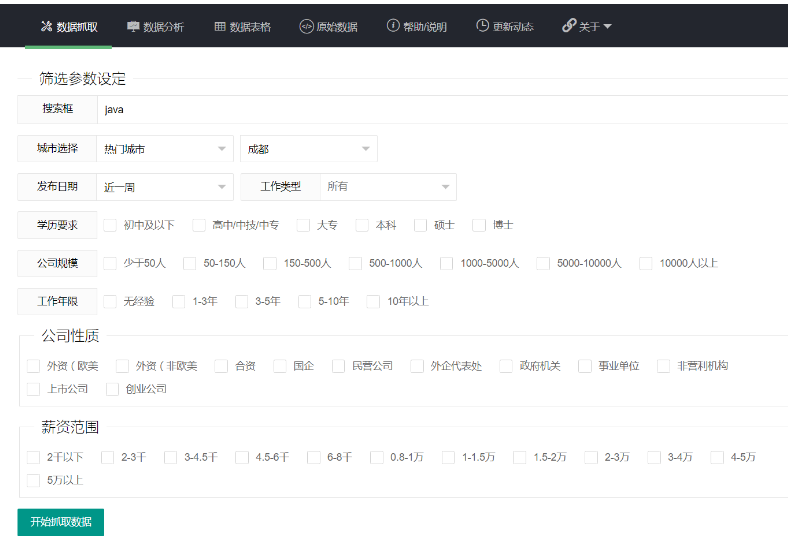 数据抓取 数据分析 数据表格 原始数据 帮助/说明 更新动态 关于
筛选参数设定
搜索框 java
城市选择 热门城市 成都
发布日期 近一周 工作类型 所有
学历要求 初中及以下 高中/中技/中专 大专 本科 硕士 博士
公司规模 少于50人 50-150人 150-500人 500-1000人 1000-5000人 5000-10000人 10000人以上
工作年限 无经验 1-3年 3-5年 5-10年 10年以上
公司性质
外资（欧美 外资（非欧美 合资 国企 民营公司 外企代表处 政府机关 事业单位 非营利机构
上市公司 创业公司
薪资范围
2千以下 2-3千 3-4.5千 4.5-6千 6-8千 0.8-1万 1-1.5万 1.5-2万 2-3万 3-4万 4-5万
5万以上
开始抓取数据